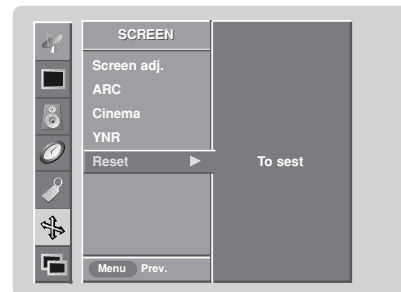 SCREEN
Screen adj.
ARC
Cinema
YNR
Reset ▶ To sest
Menu Prev.